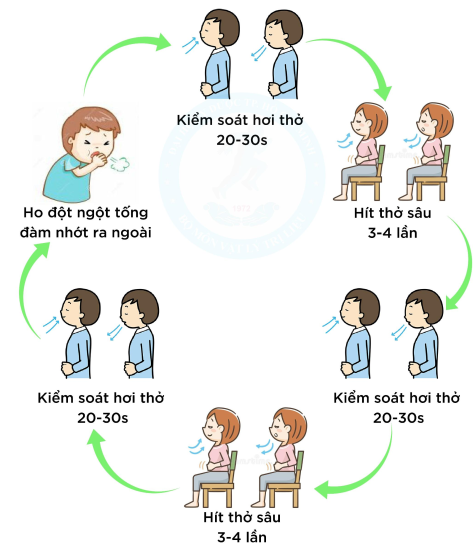 Kiểm soát hơi thở
20-30s
Hít thở sâu
3-4 lần
Kiểm soát hơi thở
20-30s
Hít thở sâu
3-4 lần
Kiểm soát hơi thở
20-30s
Ho đột ngột tống
đàm nhớt ra ngoài